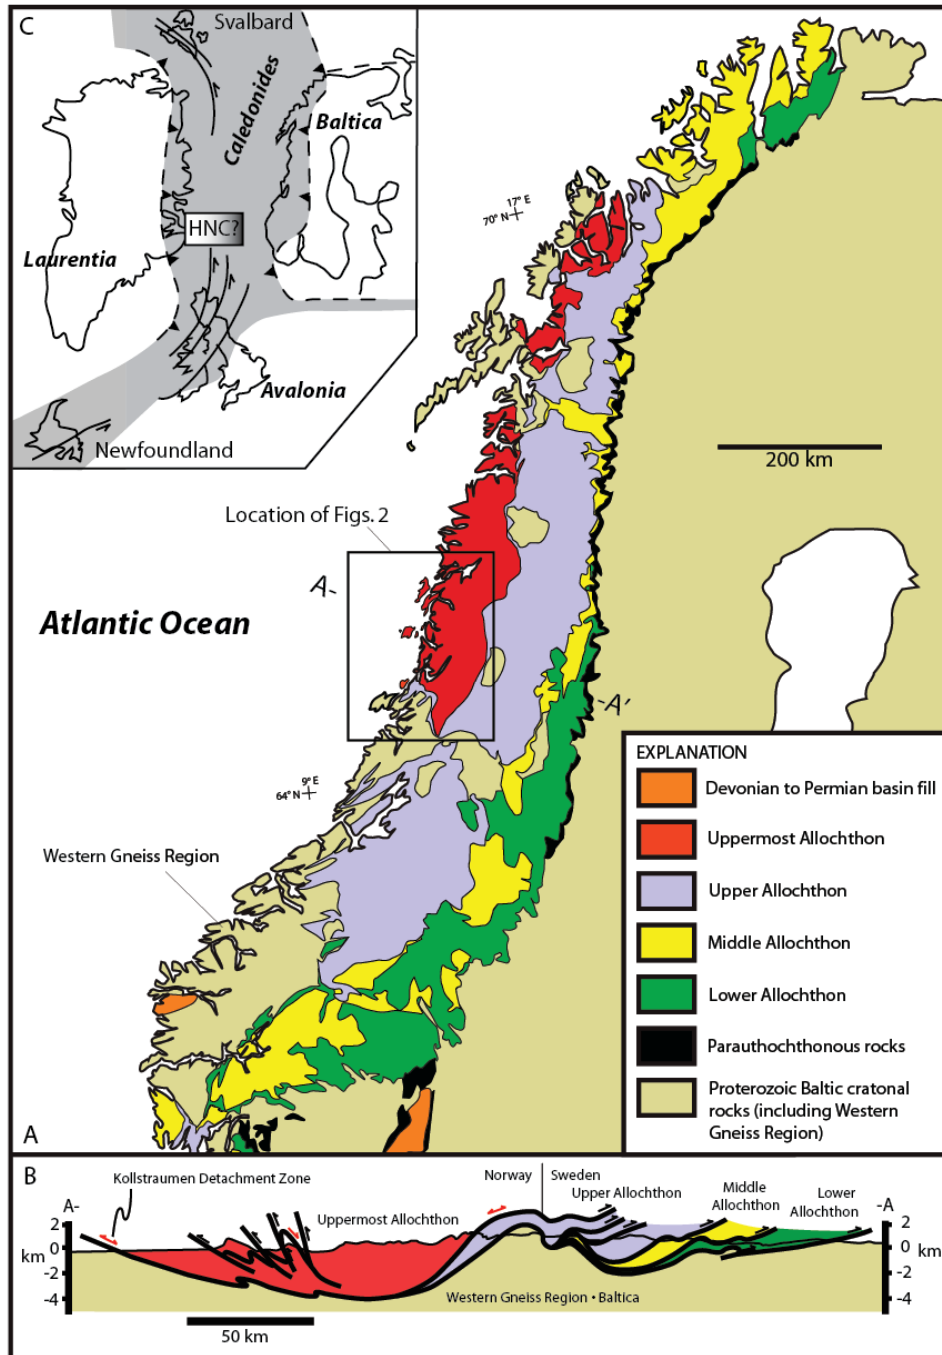 C
Svalbard
Caledonides
Baltica
HNC?
Laurentia
Avalonia
Newfoundland
17° E
70° N
200 km
Location of Figs. 2
A-
Atlantic Ocean
-A'
9° E
64° N
Western Gneiss Region
EXPLANATION
Devonian to Permian basin fill
Uppermost Allochthon
Upper Allochthon
Middle Allochthon
Lower Allochthon
Parauthochthonous rocks
Proterozoic Baltic cratonal
rocks (including Western
Gneiss Region)
A
B
Kollstraumen Detachment Zone
Norway
Sweden
A-
Uppermost Allochthon
Upper Allochthon
Middle
Allochthon
Lower
Allochthon
-A
2
0
km
-2
-4
2
0
km
-2
-4
Western Gneiss Region • Baltica
50 km